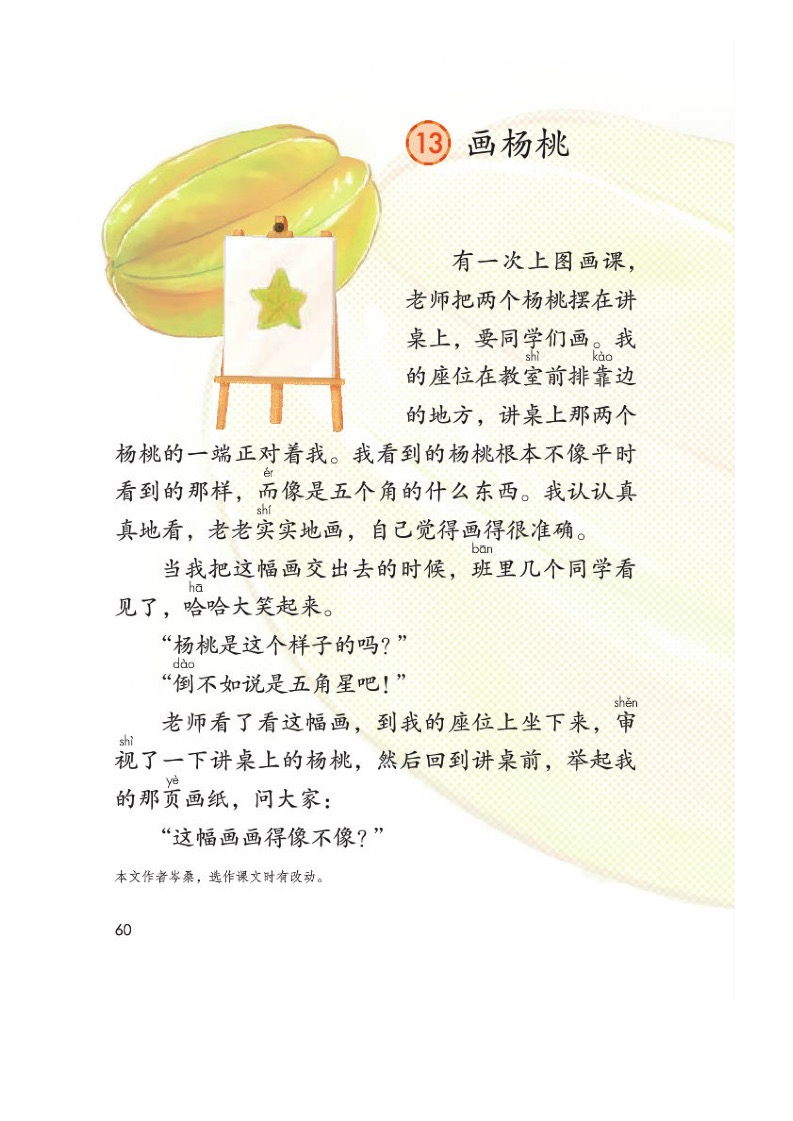 13 画杨桃
有一次上图画课，
老师把两个杨桃摆在讲
桌上，要同学们画。我
shì kào
的座位在教室前排靠边
的地方，讲桌上那两个
杨桃的一端正对着我。我看到的杨桃根本不像平时
ér
看到的那样，而像是五个角的什么东西。我认认真
shí
真地看，老老实实地画，自己觉得画得很准确。
bān
当我把这幅画交出去的时候，班里几个同学看
hā
见了，哈哈大笑起来。
“杨桃是这个样子的吗？”
dào
“倒不如说是五角星吧！”
shěn
老师看了看这幅画，到我的座位上坐下来，审
shì
视了一下讲桌上的杨桃，然后回到讲桌前，举起我
yè
的那页画纸，问大家：
“这幅画画得像不像？”
本文作者岑桑，选作课文时有改动。
60